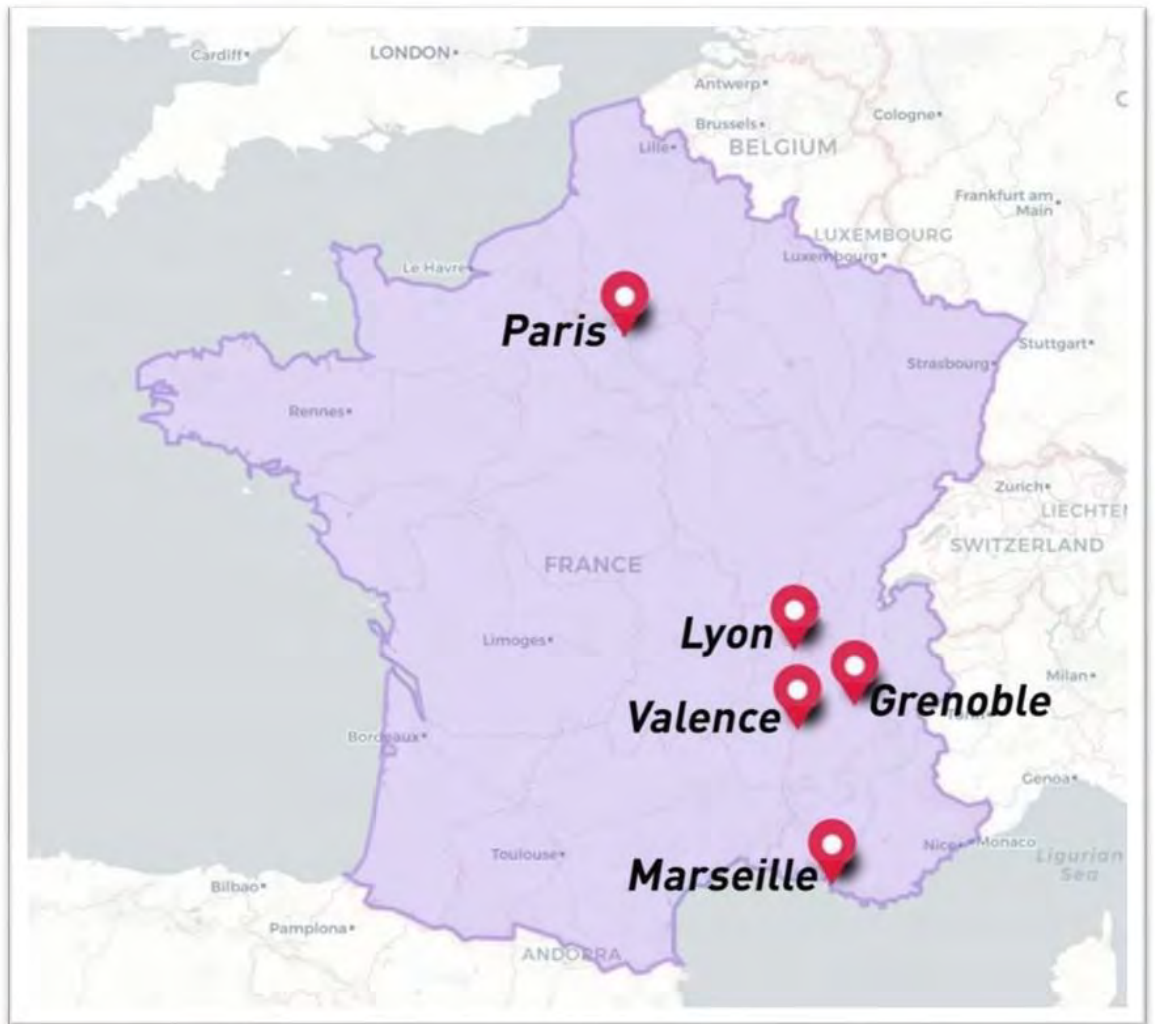 Cardiff
LONDON
Antwerp
Cologne
Brussels
BELGIUM
Lille
Frankfurt am
Main
LUXEMBOURG
Luxembourg
Le Havre
Paris
Stuttgart
Strasbourg
Rennes
Zurich
LIECHTE
SWITZERLAND
FRANCE
Lyon
Limoges
Milan
Grenoble
Valence
Bordeaux
Genoa
Nice
Monaco
Toulouse
Ligurian
Sea
Marseille
Bilbao
Pamplona
ANDORRA